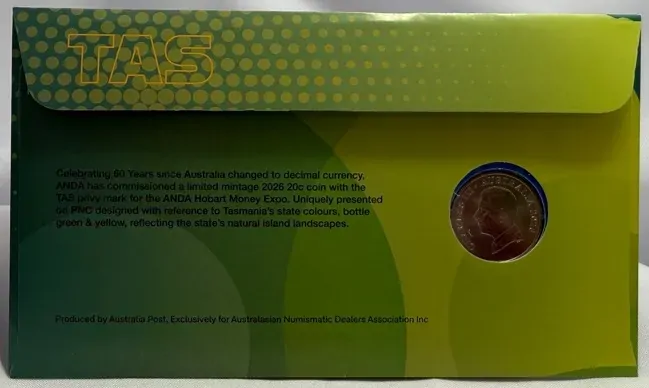 TAS
Celebrating 60 Years since Australia changed to decimal currency.
ANDA has commissioned a limited mintage 2026 20c coin with the
TAS privy mark for the ANDA Hobart Money Expo. Uniquely presented
on PNC designed with reference to Tasmania's state colours, bottle
green & yellow, reflecting the state's natural island landscapes.
AUSTRALIA
Produced by Australia Post, Exclusively for Australasian Numismatic Dealers Association Inc